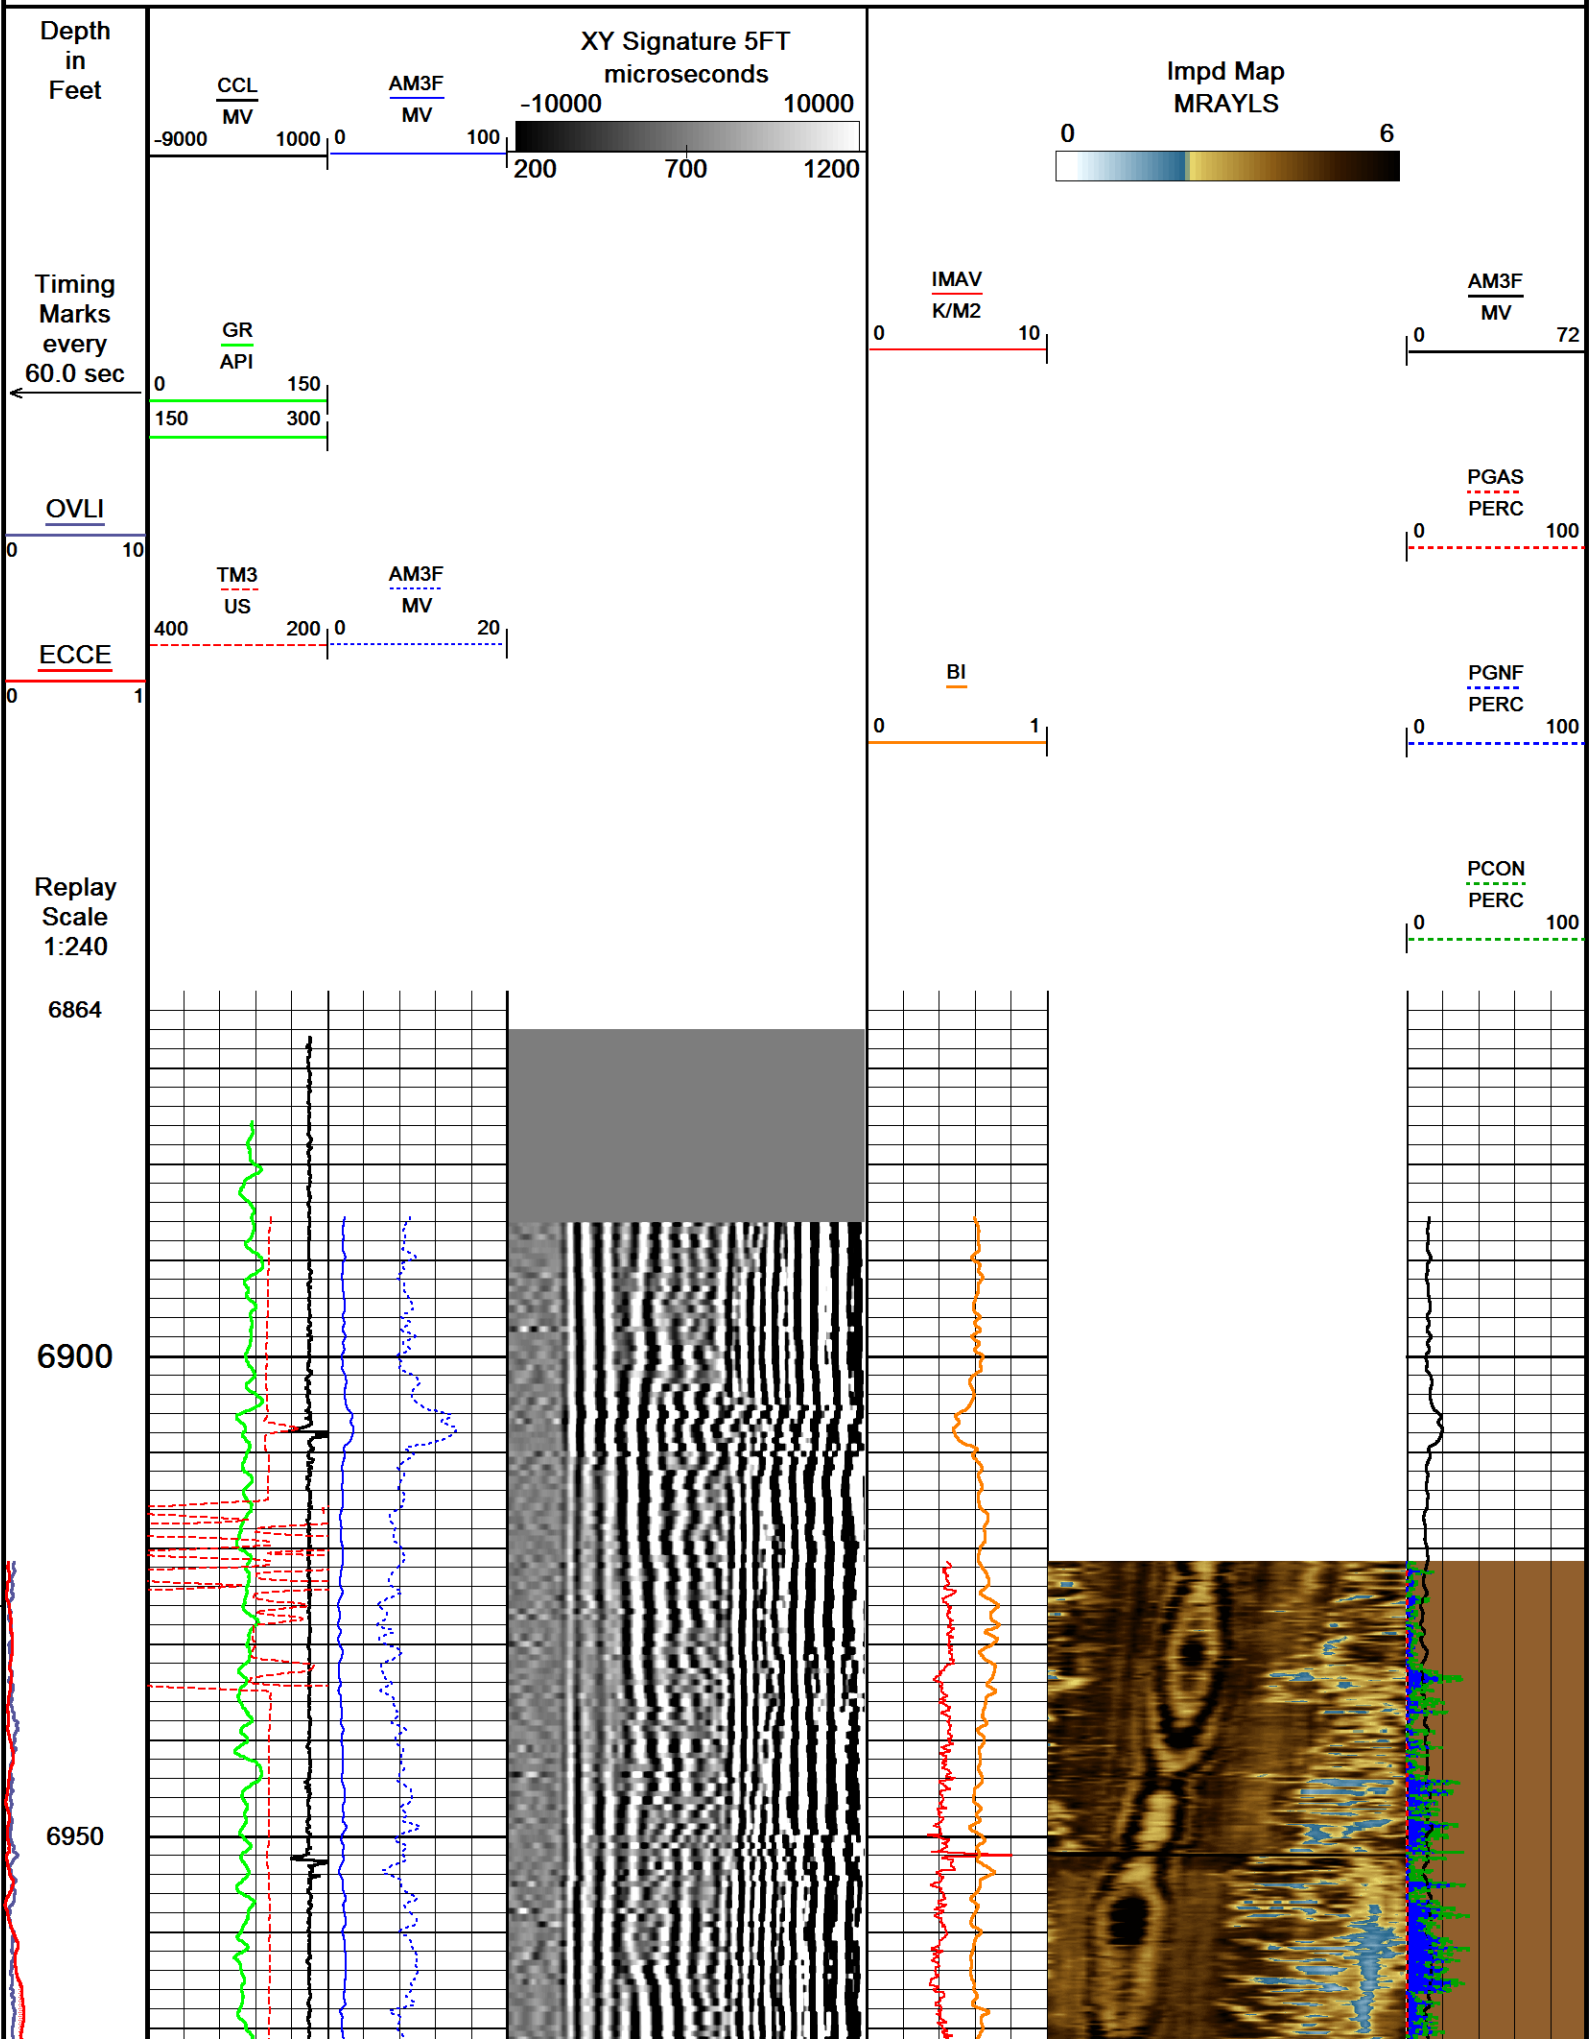 Depth
in
Feet
Timing
Marks
every
60.0 sec
OVLI
0 10
ECCE
0 1
Replay
Scale
1:240
CCL
MV
-9000 1000
GR
API
0 150
150 300
TM3
US
400 200
AM3F
MV
0 100
AM3F
MV
0 20
XY Signature 5FT
microseconds
-10000 10000
200 700 1200
IMAV
K/M2
0 10
BI
0 1
Impd Map
MRAYLS
0 6
AM3F
MV
0 72
PGAS
PERC
0 100
PGNF
PERC
0 100
PCON
PERC
0 100
6864
6900
6950